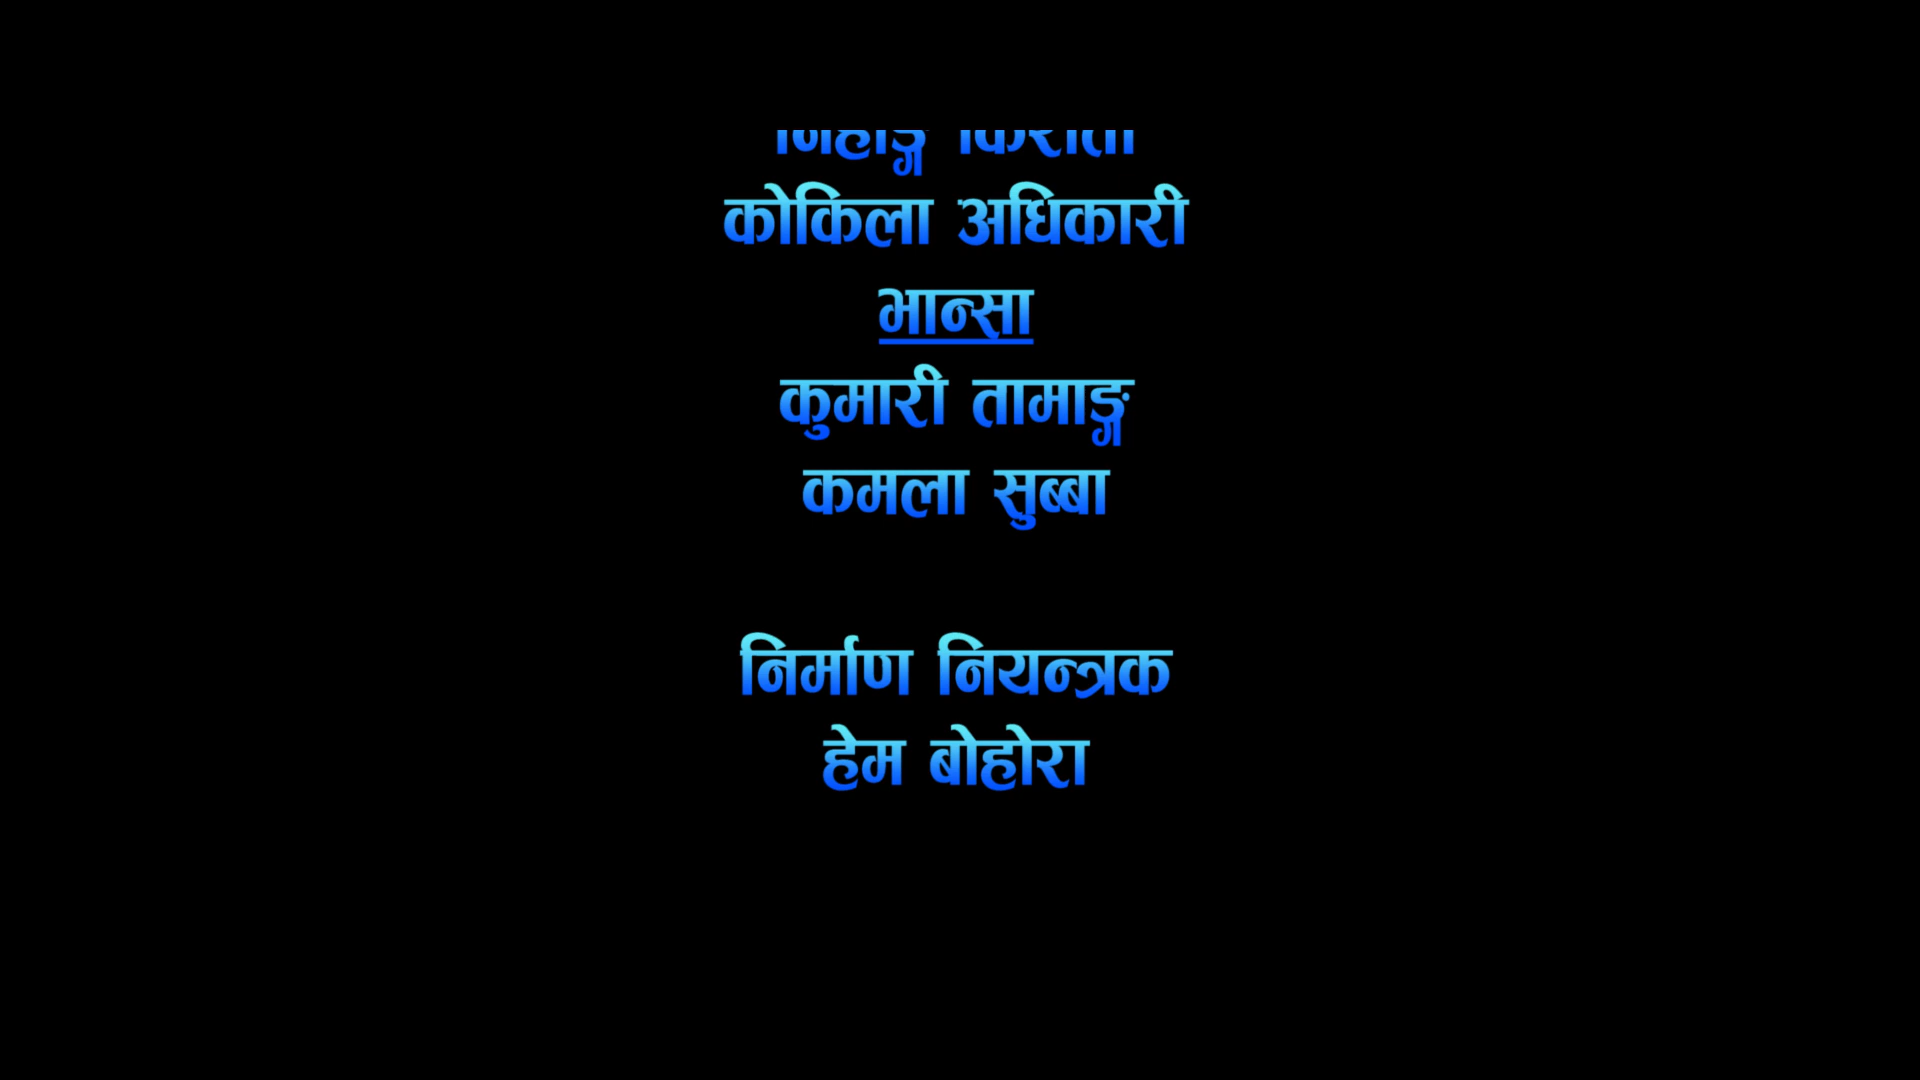 कोकिला अधिकारी
भान्सा
कुमारी तामाङ्ग
कमला सुब्बा
निर्माण नियन्त्रक
हेम बोहोरा